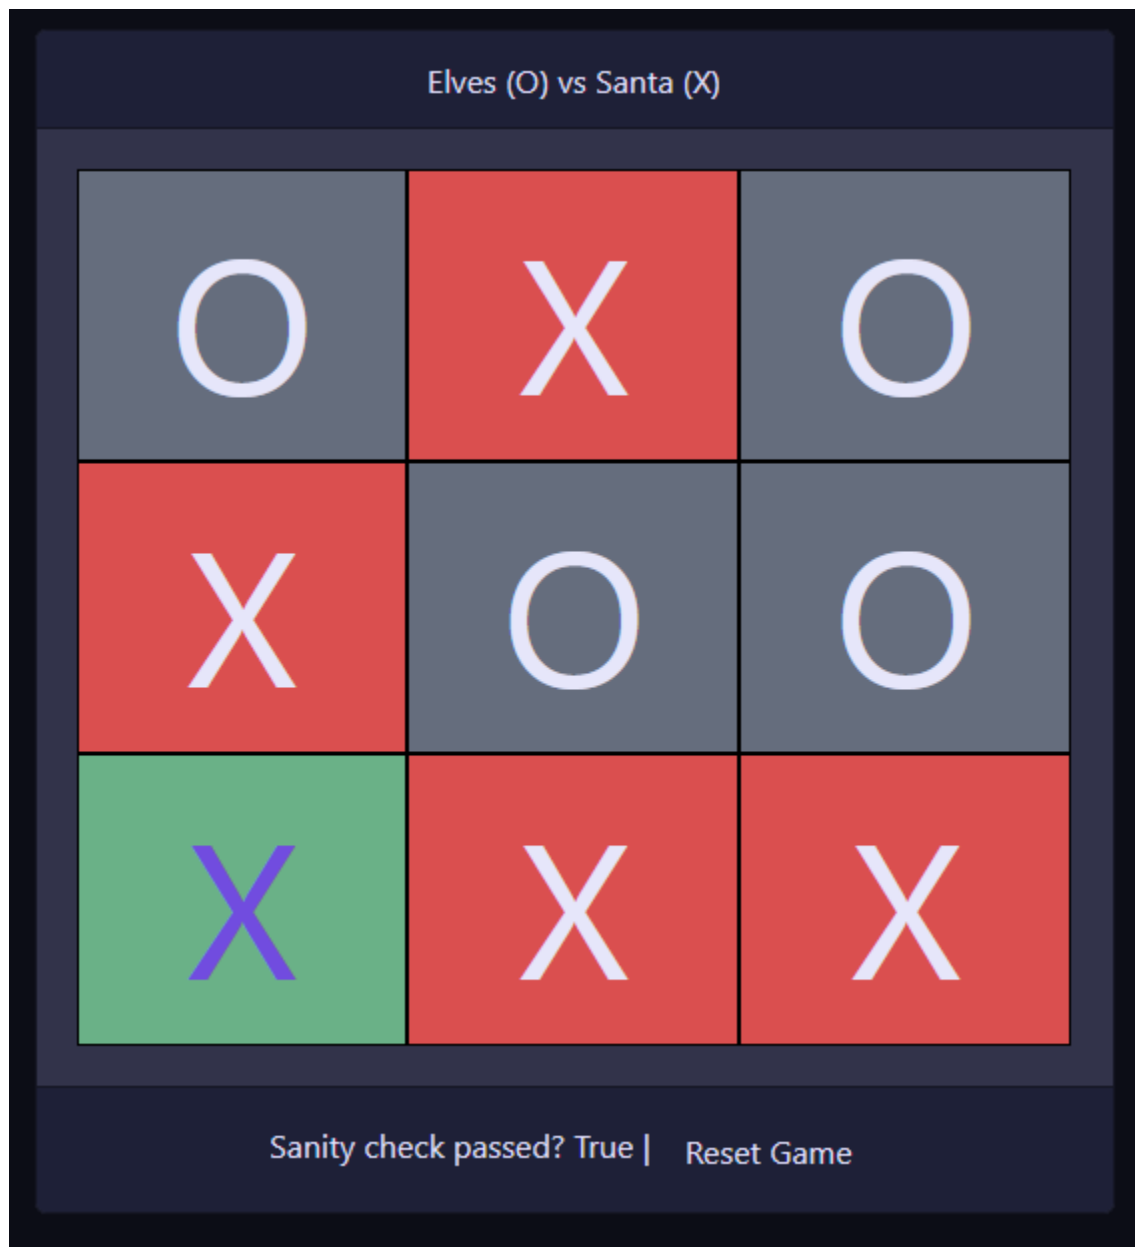 Elves (O) vs Santa (X)
O X O
X O O
X X X
Sanity check passed? True | Reset Game